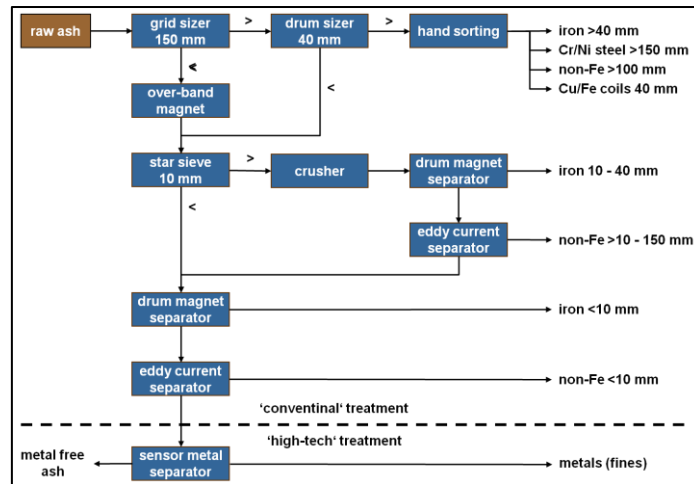 raw ash
grid sizer
150 mm
>
drum sizer
40 mm
>
hand sorting
iron >40 mm
Cr/Ni steel >150 mm
non-Fe >100 mm
Cu/Fe coils 40 mm
<
over-band
magnet
<
star sieve
10 mm
>
crusher
drum magnet
separator
iron 10 - 40 mm
<
eddy current
separator
non-Fe >10 - 150 mm
drum magnet
separator
iron <10 mm
eddy current
separator
non-Fe <10 mm
'conventinal' treatment
'high-tech' treatment
metal free
ash
sensor metal
separator
metals (fines)